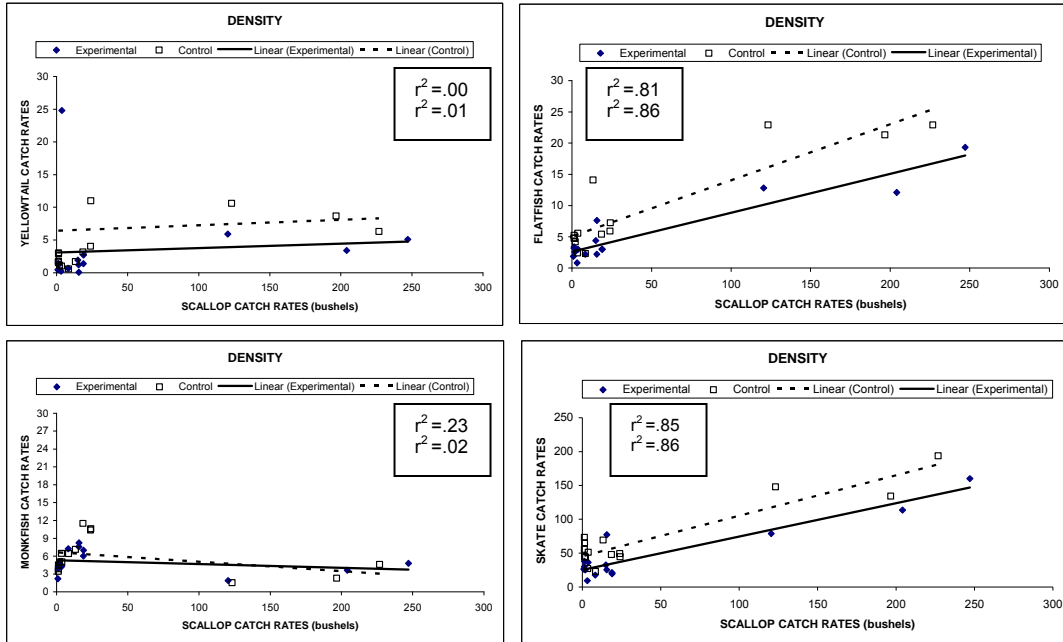 DENSITY
Experimental Control Linear (Experimental) Linear (Control)
r² =.00
r² =.01
YELLOWTAIL CATCH RATES
30
25
20
15
10
5
0
0 50 100 150 200 250 300
SCALLOP CATCH RATES (bushels)
DENSITY
Experimental Control Linear (Control) Linear (Experimental)
r² =.81
r² =.86
FLATFISH CATCH RATES
30
25
20
15
10
5
0
0 50 100 150 200 250 300
SCALLOP CATCH RATES (bushels)
DENSITY
Experimental Control Linear (Experimental) Linear (Control)
r² =.23
r² =.02
MONKFISH CATCH RATES
30
27
24
21
18
15
12
9
6
3
0
0 50 100 150 200 250 300
SCALLOP CATCH RATES (bushels)
DENSITY
Experimental Control Linear (Control) Linear (Experimental)
r² =.85
r² =.86
SKATE CATCH RATES
250
200
150
100
50
0
0 50 100 150 200 250 300
SCALLOP CATCH RATES (bushels)